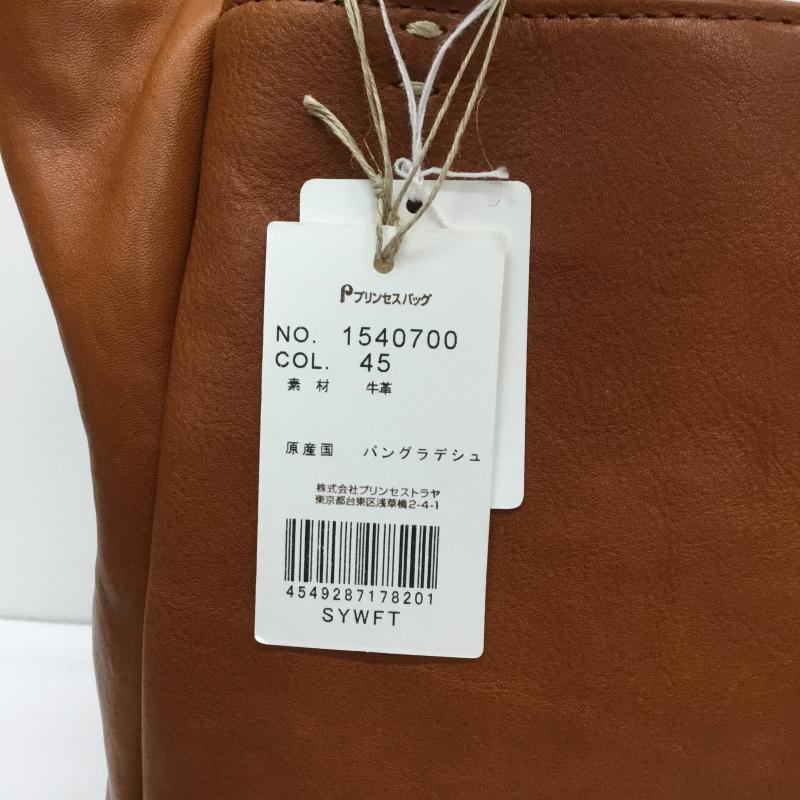 プリンセスバッグ
NO. 1540700
COL. 45
素 材 牛革
原産国 バングラデシュ
株式会社プリンセストラヤ
東京都台東区浅草橋2-4-1
4549287178201
SYWFT